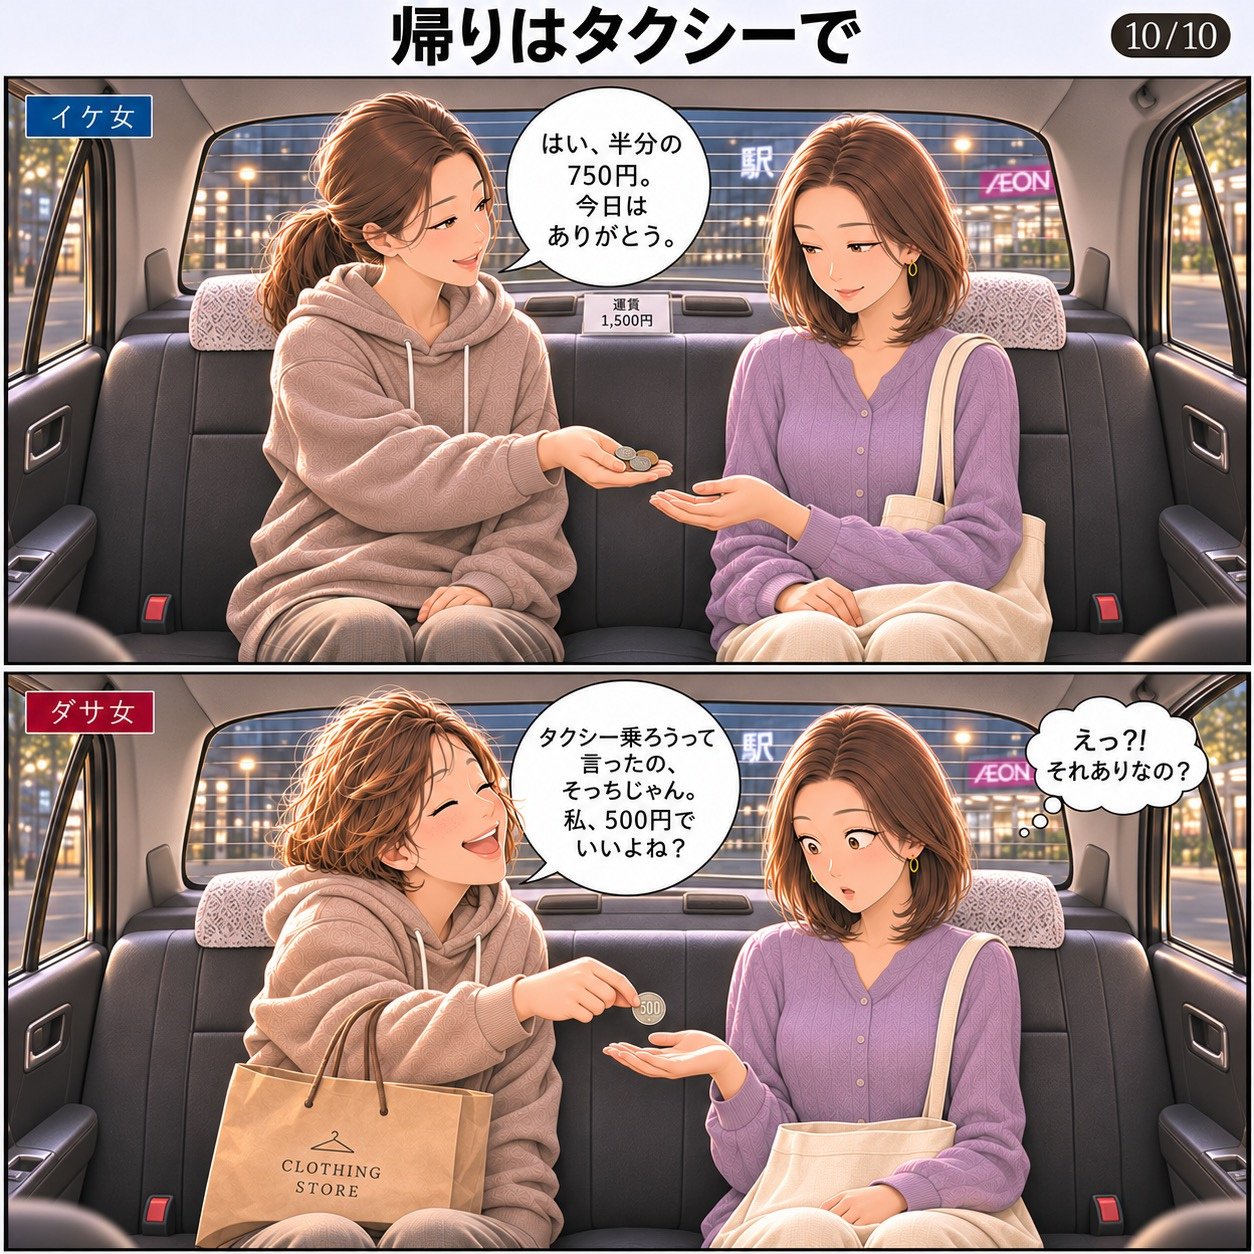 帰りはタクシーで
10/10
イケ女
はい、半分の
750円。
今日は
ありがとう。
駅
ÆON
運賃
1,500円
ダサ女
タクシー乗ろうって
言ったの、
そっちじゃん。
私、500円で
いいよね？
駅
ÆON
えっ?!
それありなの？
500
CLOTHING
STORE